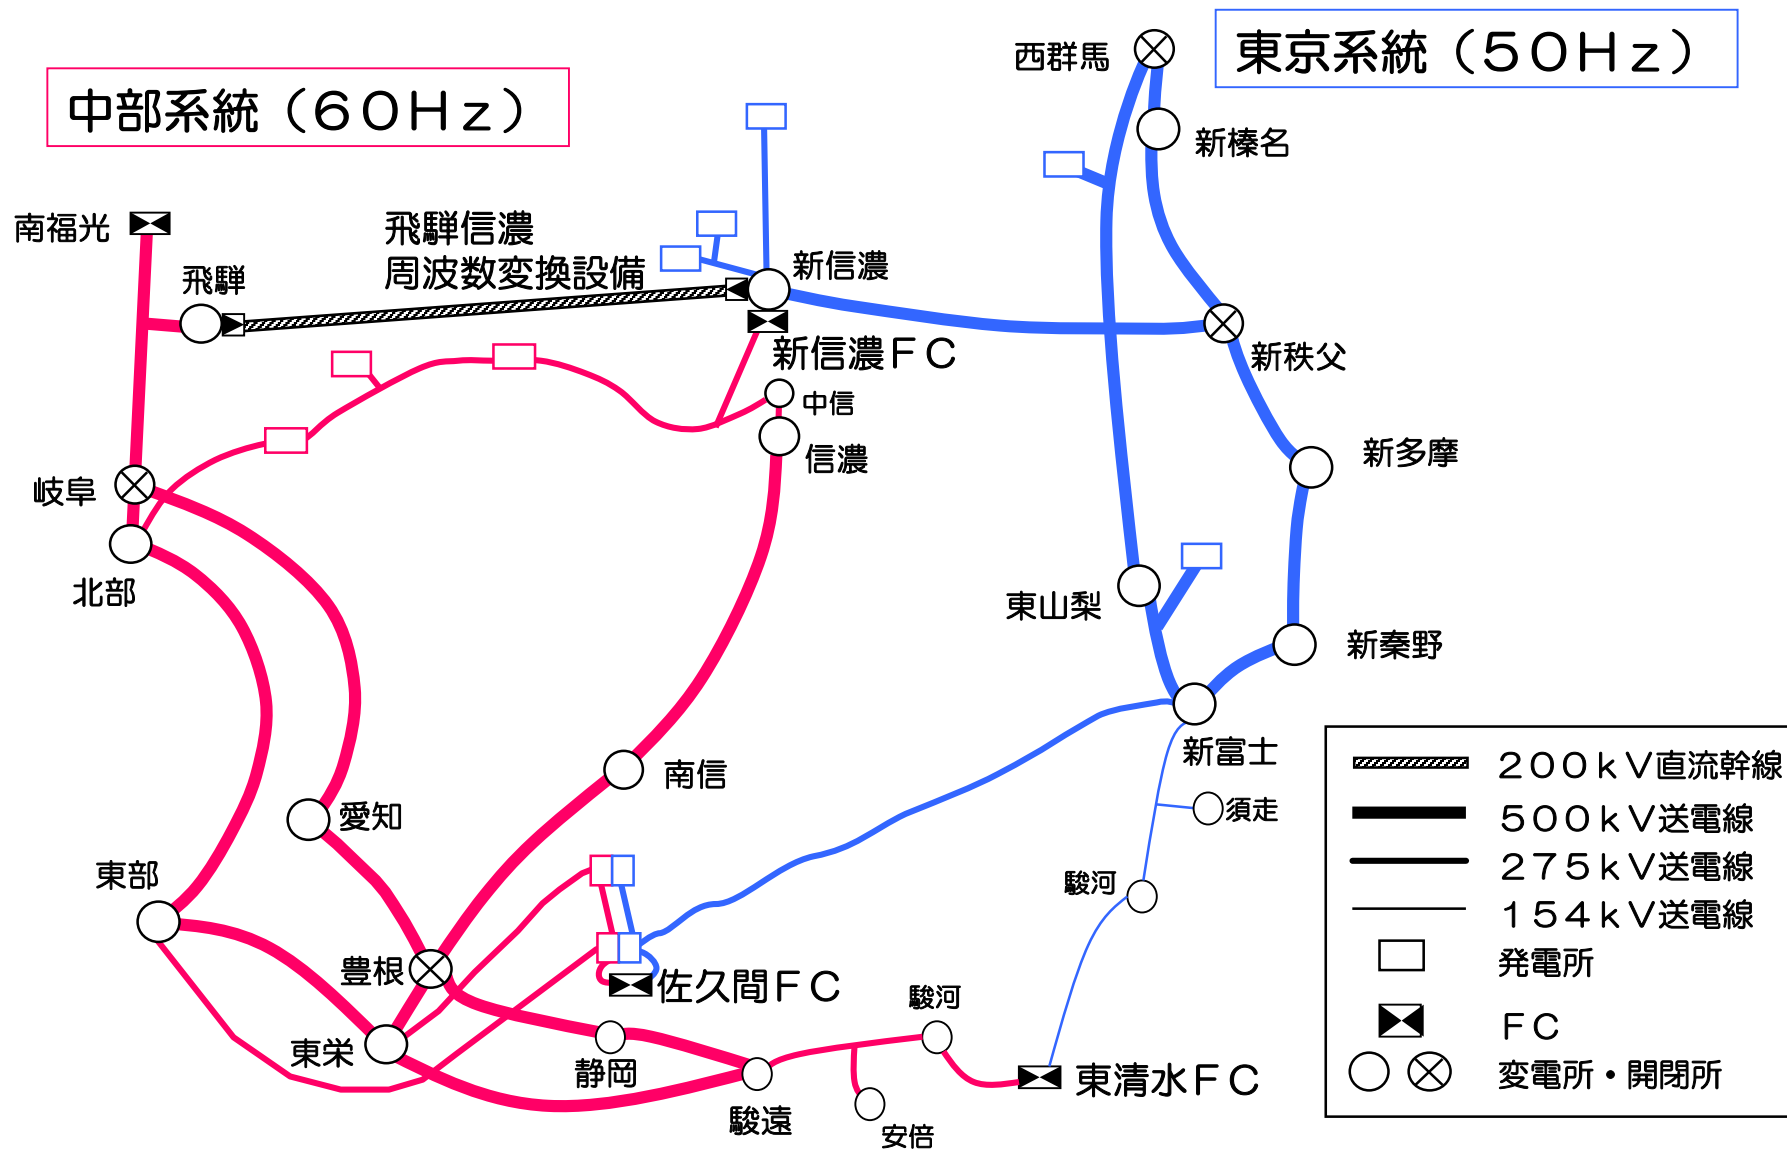 西群馬
東京系統（５０Ｈｚ）
中部系統（６０Ｈｚ）
新榛名
南福光
飛騨信濃
周波数変換設備
飛騨
新信濃
新信濃ＦＣ
新秩父
中信
信濃
新多摩
岐阜
北部
東山梨
新秦野
新富士
南信
愛知
須走
東部
駿河
豊根
佐久間ＦＣ
駿河
東栄
静岡
東清水ＦＣ
駿遠
安倍
２００ｋＶ直流幹線
５００ｋＶ送電線
２７５ｋＶ送電線
１５４ｋＶ送電線
発電所
ＦＣ
変電所・開閉所